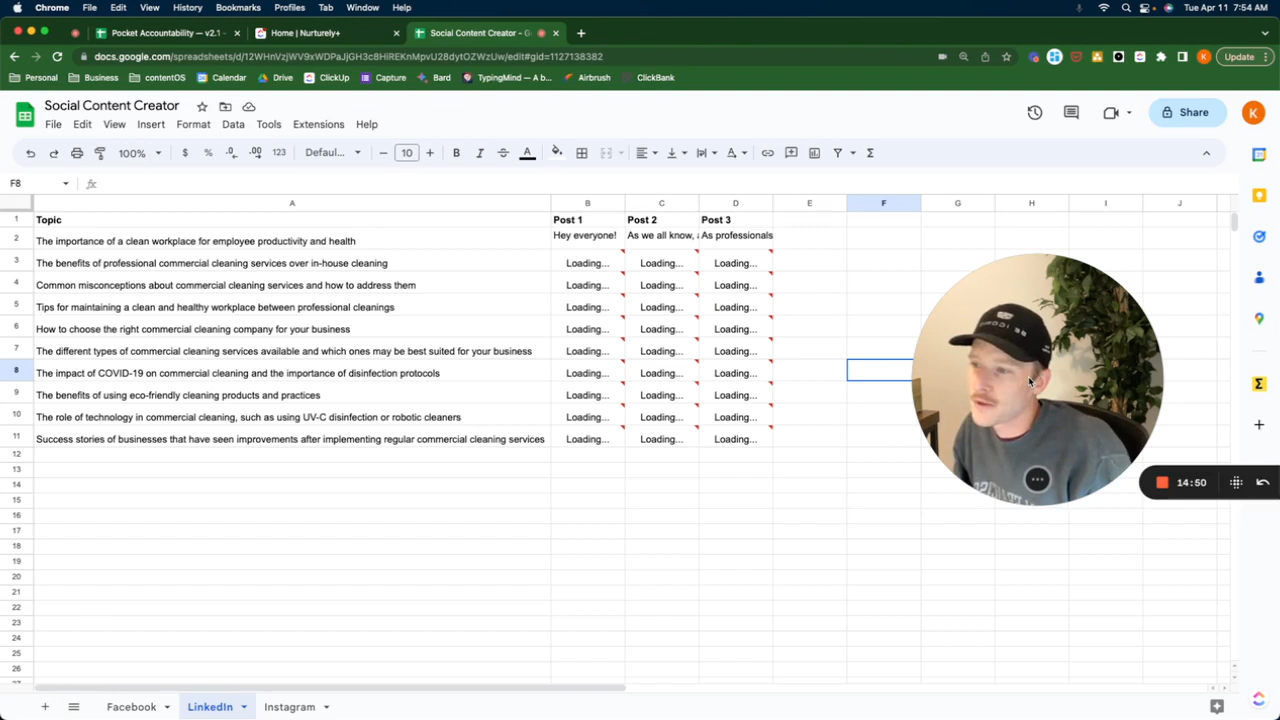 Chrome File Edit View History Bookmarks Profiles Tab Window Help Tue Apr 11 7:54 AM
Pocket Accountability — v2.1 - Home | Nurturely+ Social Content Creator - G
docs.google.com/spreadsheets/d/12WHnVzjWV9xWDPaJjGH3c8HiREKnMpvU28dytOZWzUw/edit#gid=1127138382 K Update
Personal Business contentOS Calendar Drive ClickUp Capture Bard TypingMind — A b... Airbrush ClickBank
Social Content Creator
Share K
File Edit View Insert Format Data Tools Extensions Help
100% $ % .0 .00 123 Defaul... 10 B I A
F8 fx
A B C D E F G H I J
1 Topic Post 1 Post 2 Post 3
2 The importance of a clean workplace for employee productivity and health Hey everyone! As we all know, As professionals
3 The benefits of professional commercial cleaning services over in-house cleaning Loading... Loading... Loading...
4 Common misconceptions about commercial cleaning services and how to address them Loading... Loading... Loading...
5 Tips for maintaining a clean and healthy workplace between professional cleanings Loading... Loading... Loading...
6 How to choose the right commercial cleaning company for your business Loading... Loading... Loading...
7 The different types of commercial cleaning services available and which ones may be best suited for your business Loading... Loading... Loading...
8 The impact of COVID-19 on commercial cleaning and the importance of disinfection protocols Loading... Loading... Loading...
9 The benefits of using eco-friendly cleaning products and practices Loading... Loading... Loading...
10 The role of technology in commercial cleaning, such as using UV-C disinfection or robotic cleaners Loading... Loading... Loading...
11 Success stories of businesses that have seen improvements after implementing regular commercial cleaning services Loading... Loading... Loading...
12
13
14
14:50
15
16
17
18
19
20
21
22
23
24
25
26
Facebook LinkedIn Instagram